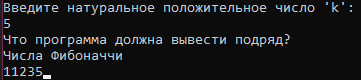 Введите натуральное положительное число 'k':
5
Что программа должна вывести подряд?
Числа Фибоначчи
11235